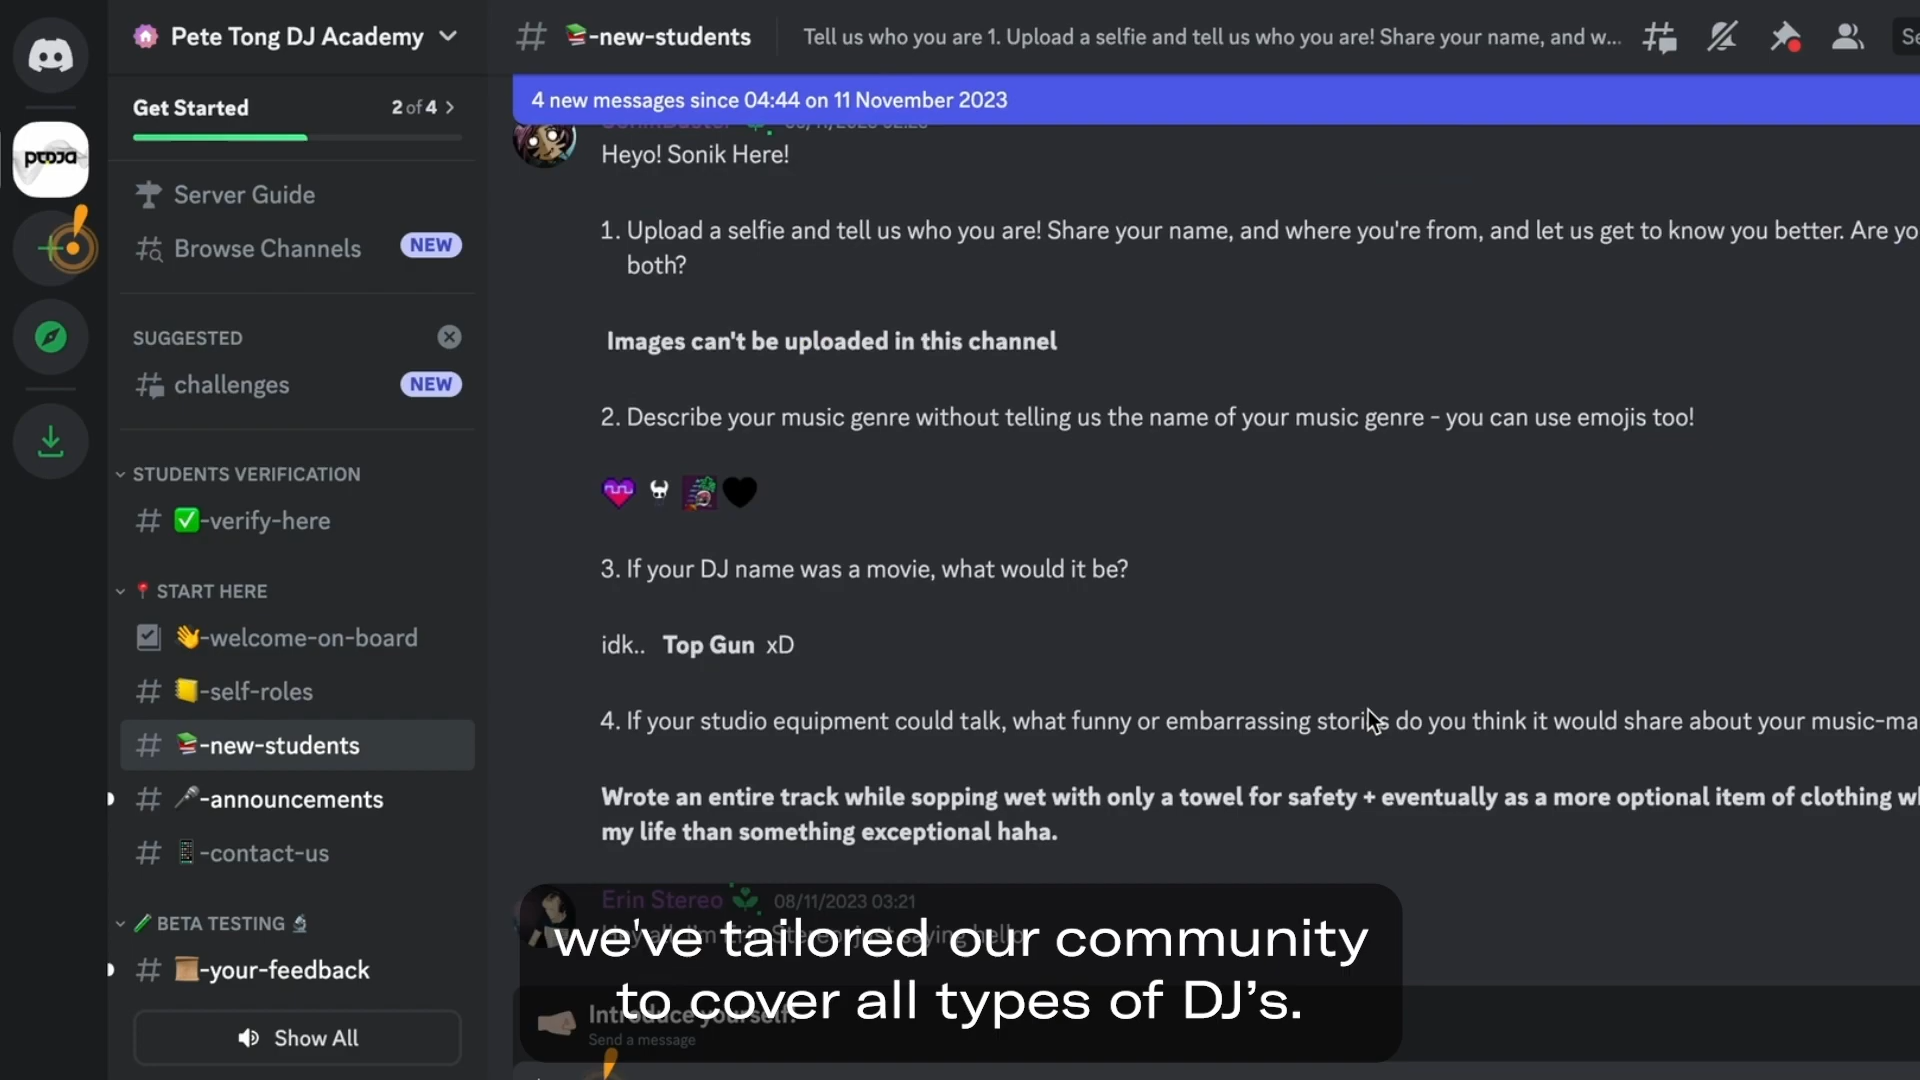 Pete Tong DJ Academy
Get Started
2 of 4
ptdja
Server Guide
Browse Channels
NEW
SUGGESTED
challenges
NEW
STUDENTS VERIFICATION
✅-verify-here
📍 START HERE
👋-welcome-on-board
📒-self-roles
📚-new-students
🎤-announcements
📱-contact-us
🧪 BETA TESTING 🔬
📜-your-feedback
Show All
📚-new-students
Tell us who you are 1. Upload a selfie and tell us who you are! Share your name, and w...
4 new messages since 04:44 on 11 November 2023
Heyo! Sonik Here!
1. Upload a selfie and tell us who you are! Share your name, and where you're from, and let us get to know you better. Are yo
both?
Images can't be uploaded in this channel
2. Describe your music genre without telling us the name of your music genre - you can use emojis too!
3. If your DJ name was a movie, what would it be?
idk.. Top Gun xD
4. If your studio equipment could talk, what funny or embarrassing stories do you think it would share about your music-ma
Wrote an entire track while sopping wet with only a towel for safety + eventually as a more optional item of clothing wh
my life than something exceptional haha.
Erin Stereo 08/11/2023 03:21
we've tailored our community
to cover all types of DJ's.
Introduce yourself!
Send a message